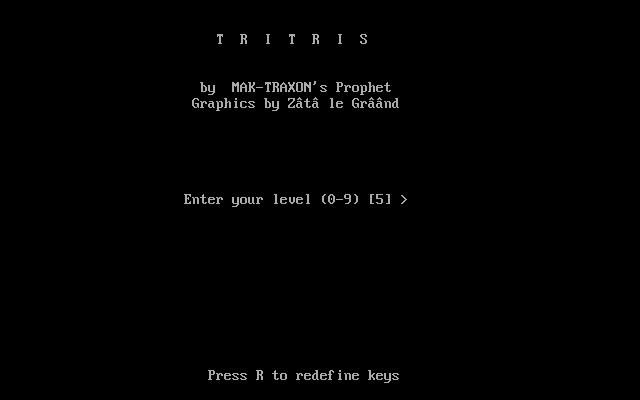 T R I T R I S
by MAK-TRAXON's Prophet
Graphics by Zâtâ le Grâând
Enter your level (0-9) [5] >
Press R to redefine keys